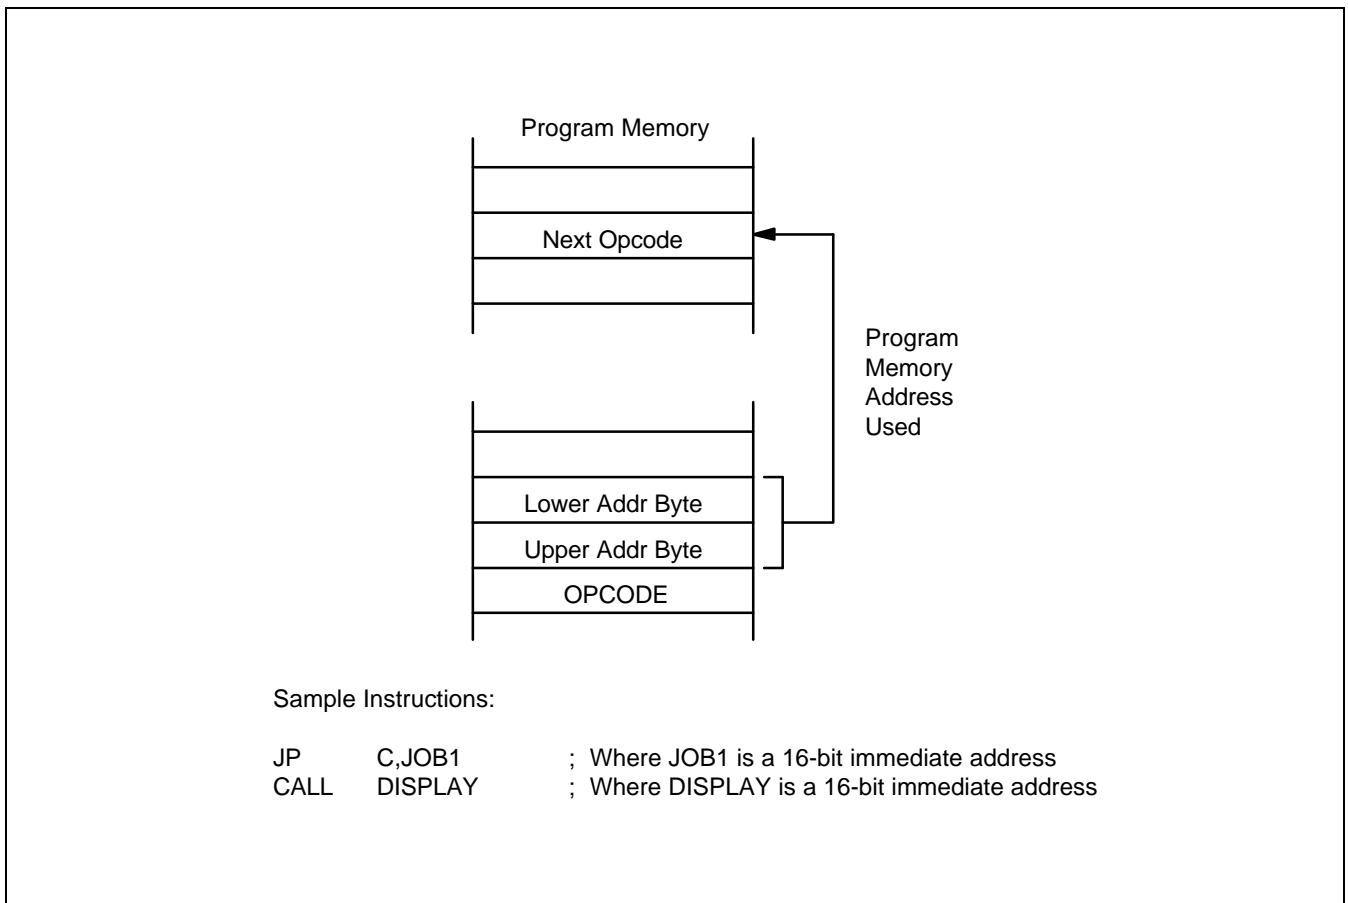 Program Memory
Next Opcode
Program
Memory
Address
Used
Lower Addr Byte
Upper Addr Byte
OPCODE
Sample Instructions:
JP C,JOB1 ; Where JOB1 is a 16-bit immediate address
CALL DISPLAY ; Where DISPLAY is a 16-bit immediate address